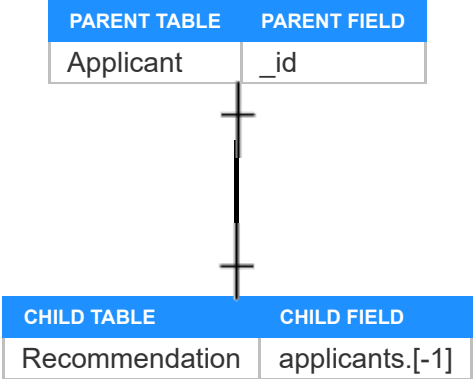 PARENT TABLE PARENT FIELD
Applicant _id
CHILD TABLE CHILD FIELD
Recommendation applicants.[-1]